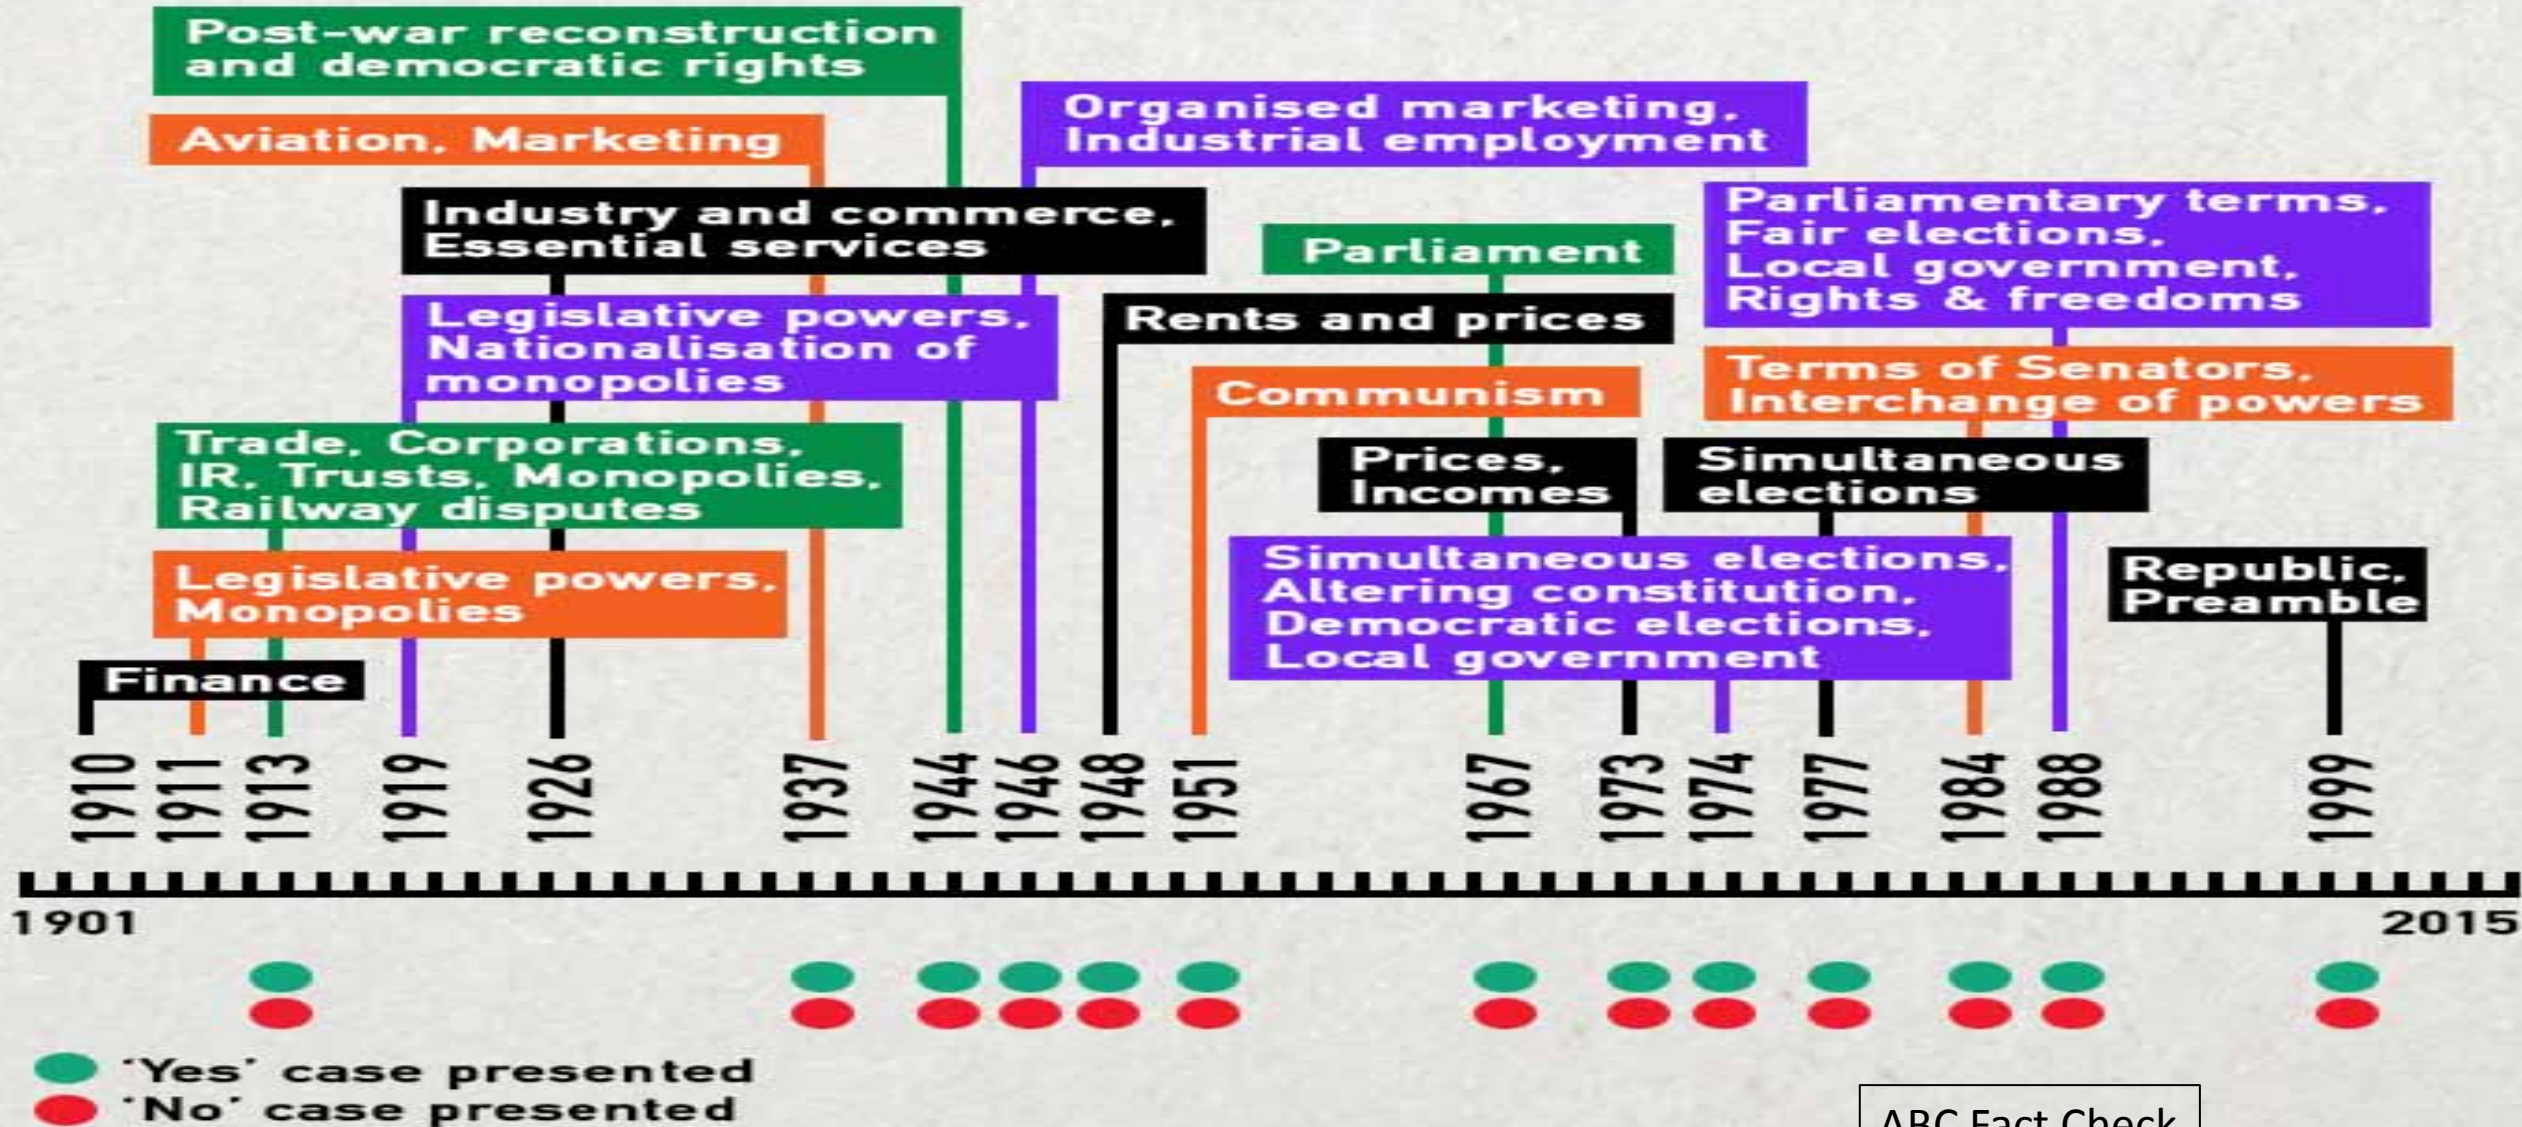 Post-war reconstruction
and democratic rights
Aviation, Marketing
Organised marketing,
Industrial employment
Industry and commerce,
Essential services
Parliamentary terms,
Fair elections,
Local government,
Rights & freedoms
Parliament
Legislative powers,
Nationalisation of
monopolies
Rents and prices
Communism
Terms of Senators,
Interchange of powers
Trade, Corporations,
IR, Trusts, Monopolies,
Railway disputes
Prices,
Incomes
Simultaneous
elections
Legislative powers,
Monopolies
Simultaneous elections,
Altering constitution,
Democratic elections,
Local government
Republic,
Preamble
Finance
1910
1911
1913
1919
1926
1937
1944
1946
1948
1951
1967
1973
1974
1977
1984
1988
1999
1901
2015
'Yes' case presented
'No' case presented
ABC Fact Check